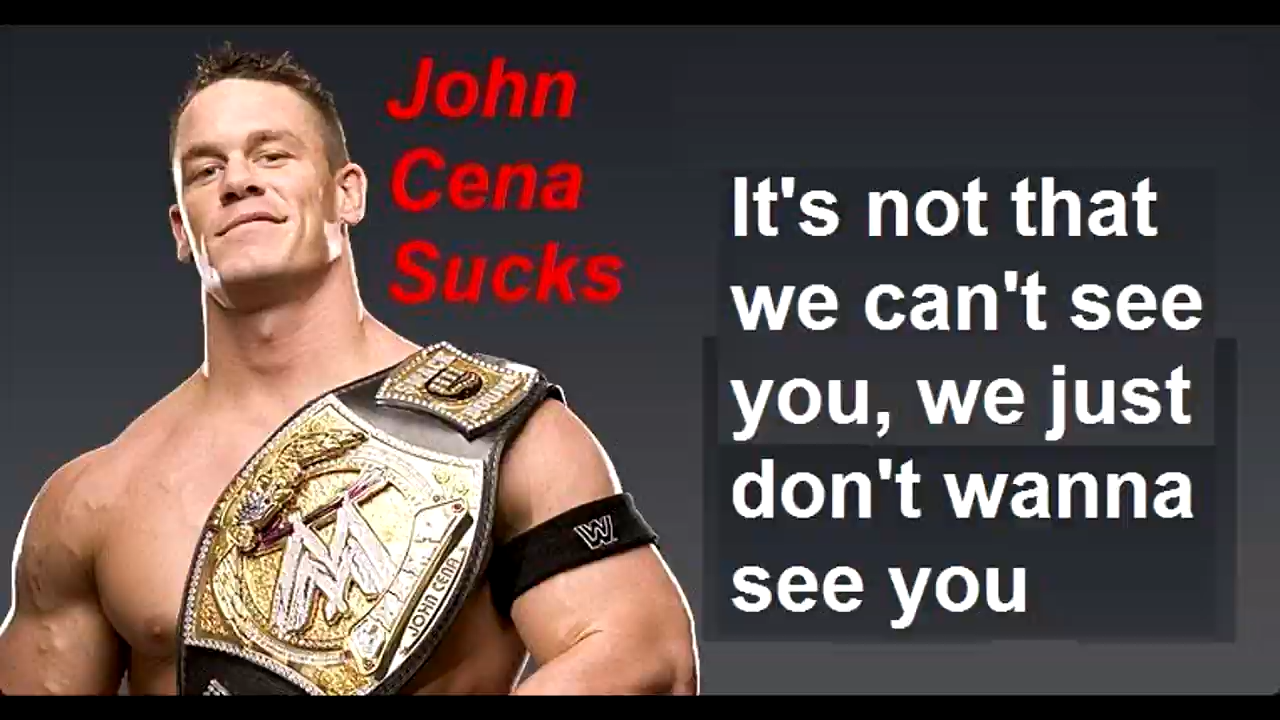 John
Cena
Sucks
It's not that
we can't see
you, we just
don't wanna
see you
W
W
JOHN CENA